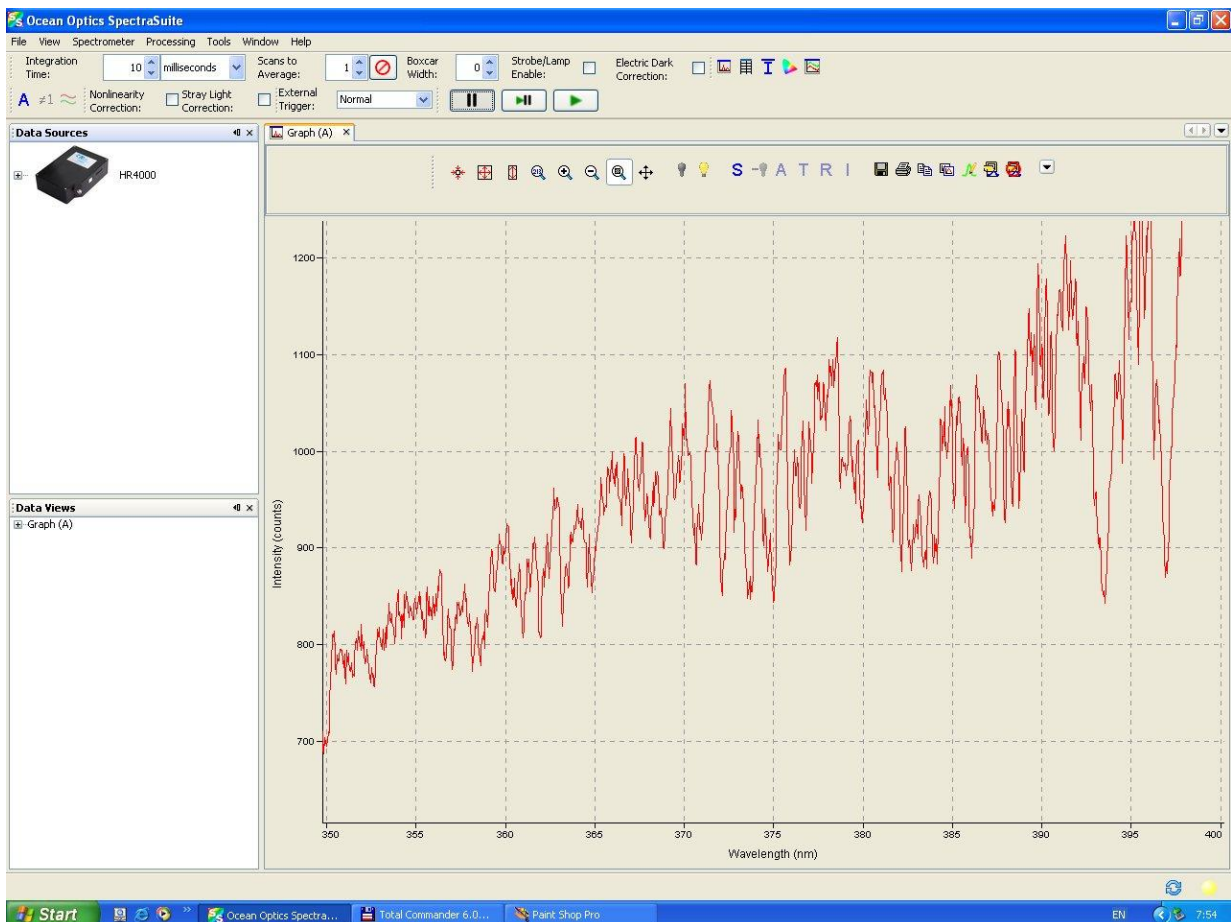 Ocean Optics SpectraSuite
File View Spectrometer Processing Tools Window Help
Integration Time: 10 milliseconds Scans to Average: 1 Boxcar Width: 0 Strobe/Lamp Enable: Electric Dark Correction:
A ≠1 Nonlinearity Correction: Stray Light Correction: External Trigger: Normal
Data Sources
HR4000
Data Views
Graph (A)
Graph (A)
S A T R I
1200
1100
1000
900
800
700
Intensity (counts)
350 355 360 365 370 375 380 385 390 395 400
Wavelength (nm)
Start Ocean Optics Spectra... Total Commander 6.0... Paint Shop Pro EN 7:54